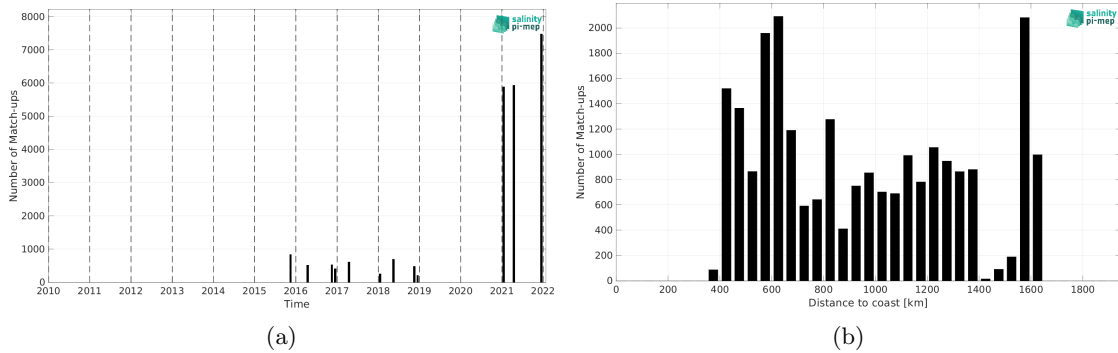 salinity
pi-mep
8000
7000
6000
5000
4000
3000
2000
1000
0
Number of Match-ups
2010 2011 2012 2013 2014 2015 2016 2017 2018 2019 2020 2021 2022
Time
(a)
salinity
pi-mep
2000
1800
1600
1400
1200
1000
800
600
400
200
0
Number of Match-ups
0 200 400 600 800 1000 1200 1400 1600 1800
Distance to coast [km]
(b)